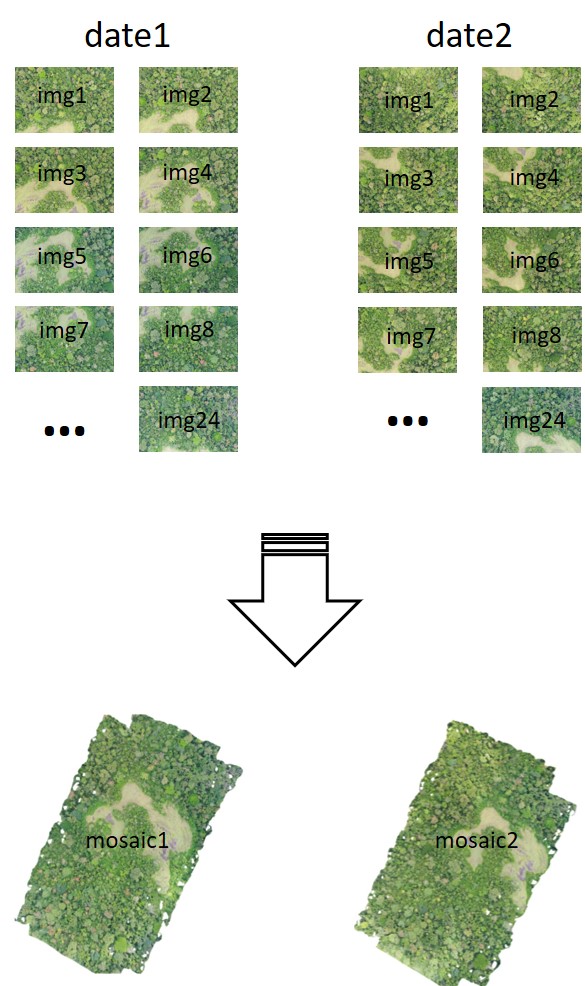 date1 date2
img1 img2 img1 img2
img3 img4 img3 img4
img5 img6 img5 img6
img7 img8 img7 img8
... img24 ... img24
mosaic1 mosaic2